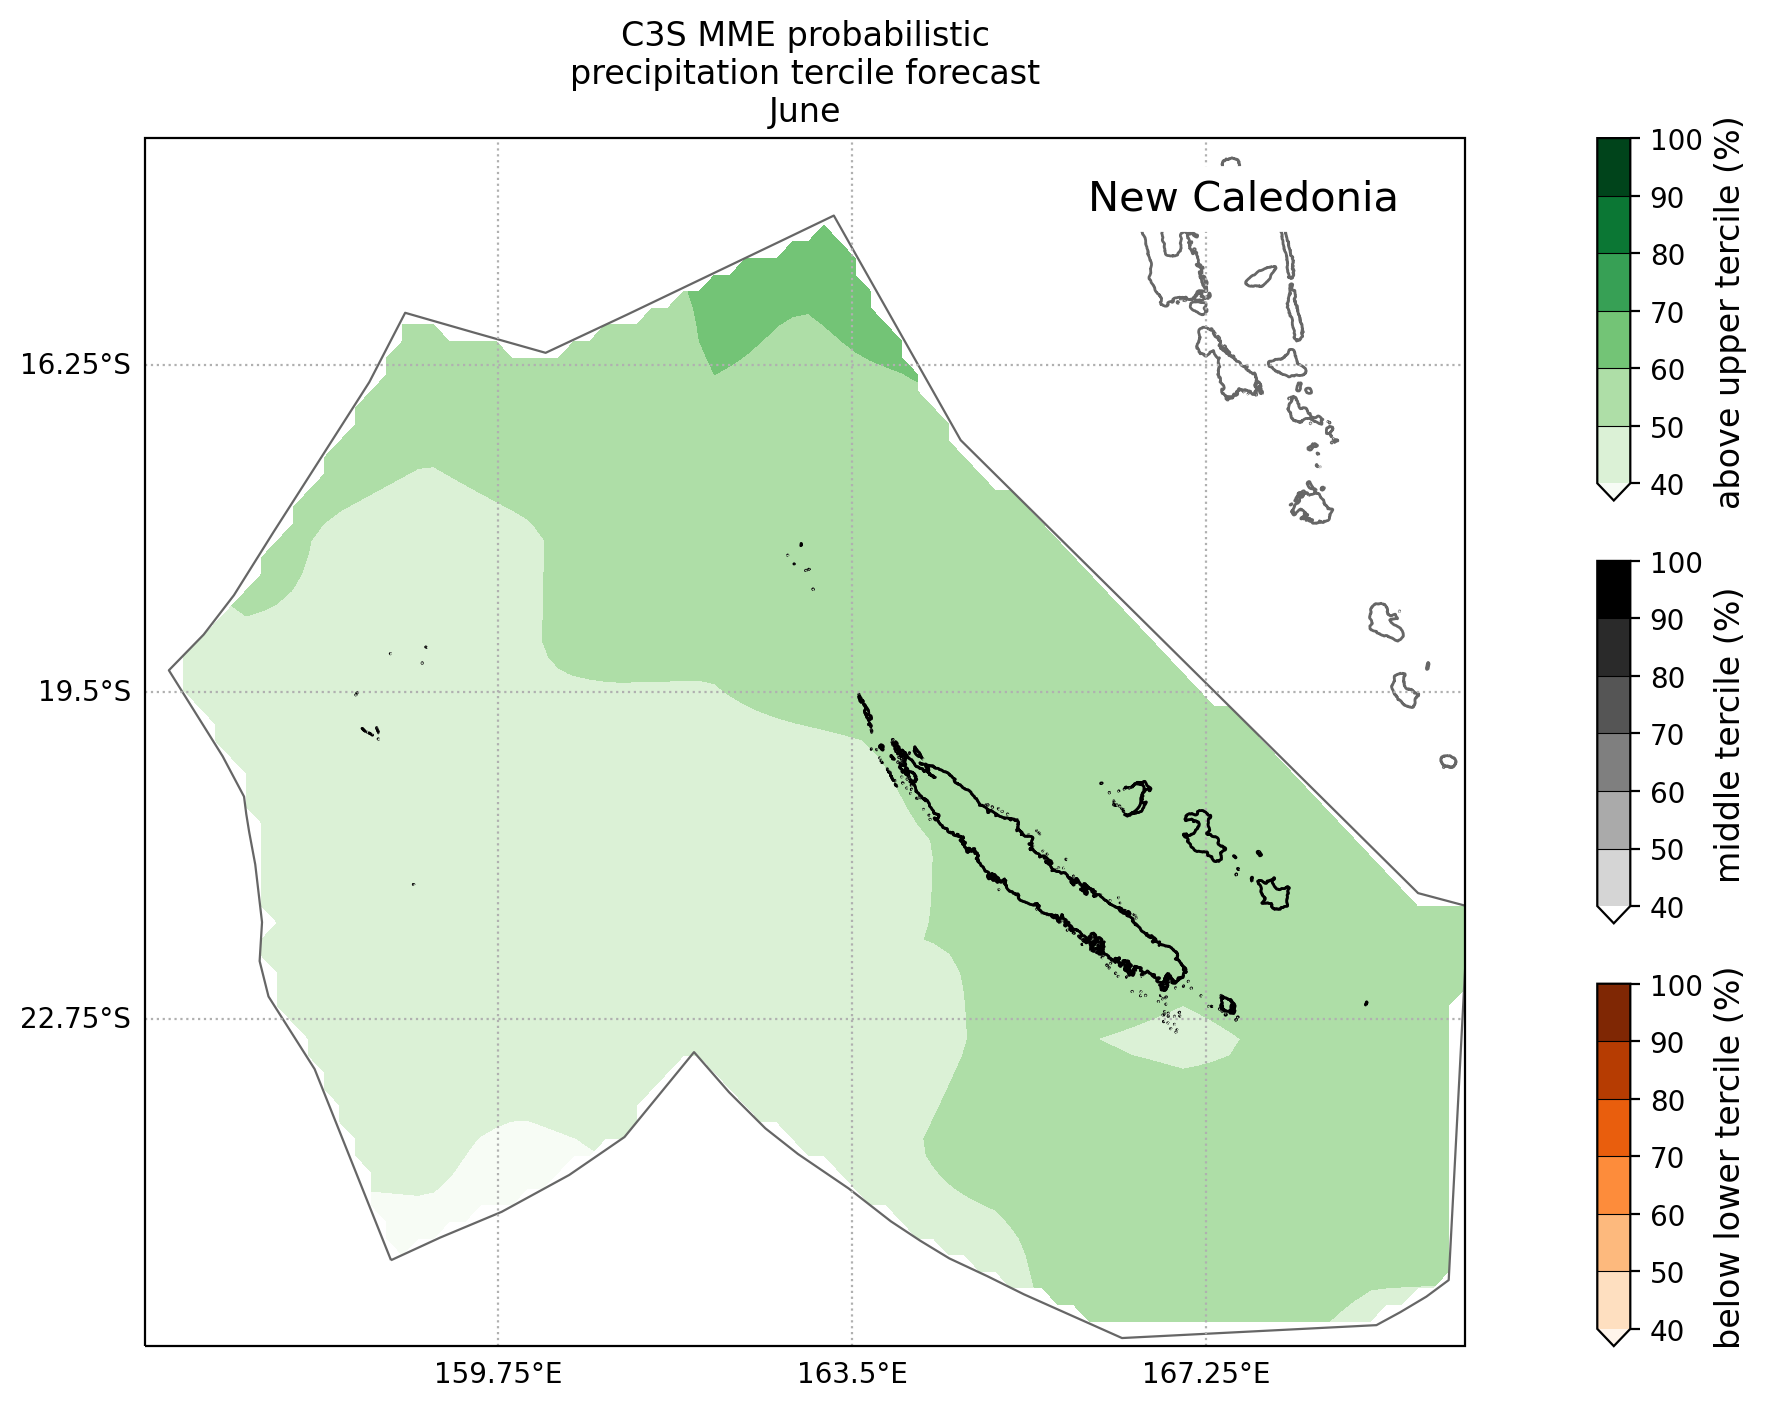 C3S MME probabilistic
precipitation tercile forecast
June
New Caledonia
16.25°S
19.5°S
22.75°S
159.75°E
163.5°E
167.25°E
100
90
80
70
60
50
40
above upper tercile (%)
100
90
80
70
60
50
40
middle tercile (%)
100
90
80
70
60
50
40
below lower tercile (%)